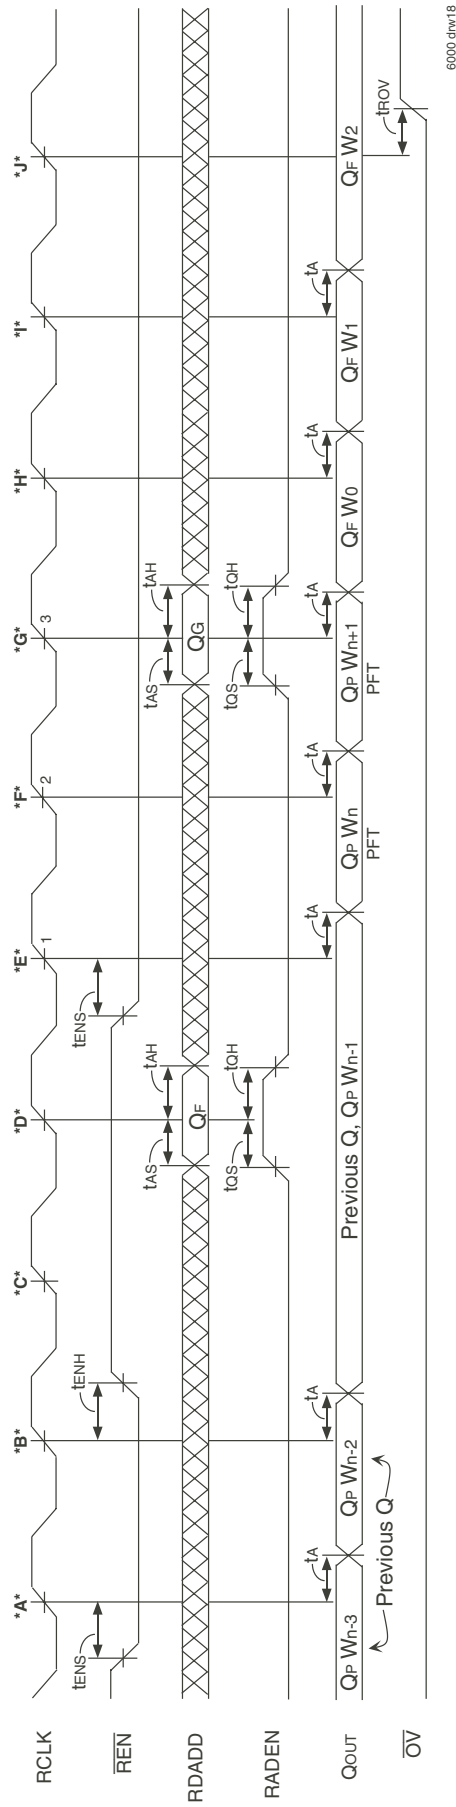 *A* *B* *C* *D* *E* *F* *G* *H* *I* *J*
RCLK 1 2 3
tENS tENH tENS
REN
tAS tAH tAS tAH
RDADD QF QG
tQS tQH tQS tQH
RADEN
tA tA tA tA tA tA tA tA
QOUT QP Wn-3 QP Wn-2 Previous Q, QP Wn-1 QP Wn QP Wn+1 QF W0 QF W1 QF W2
Previous Q PFT PFT
tROV
OV
6000 drw18